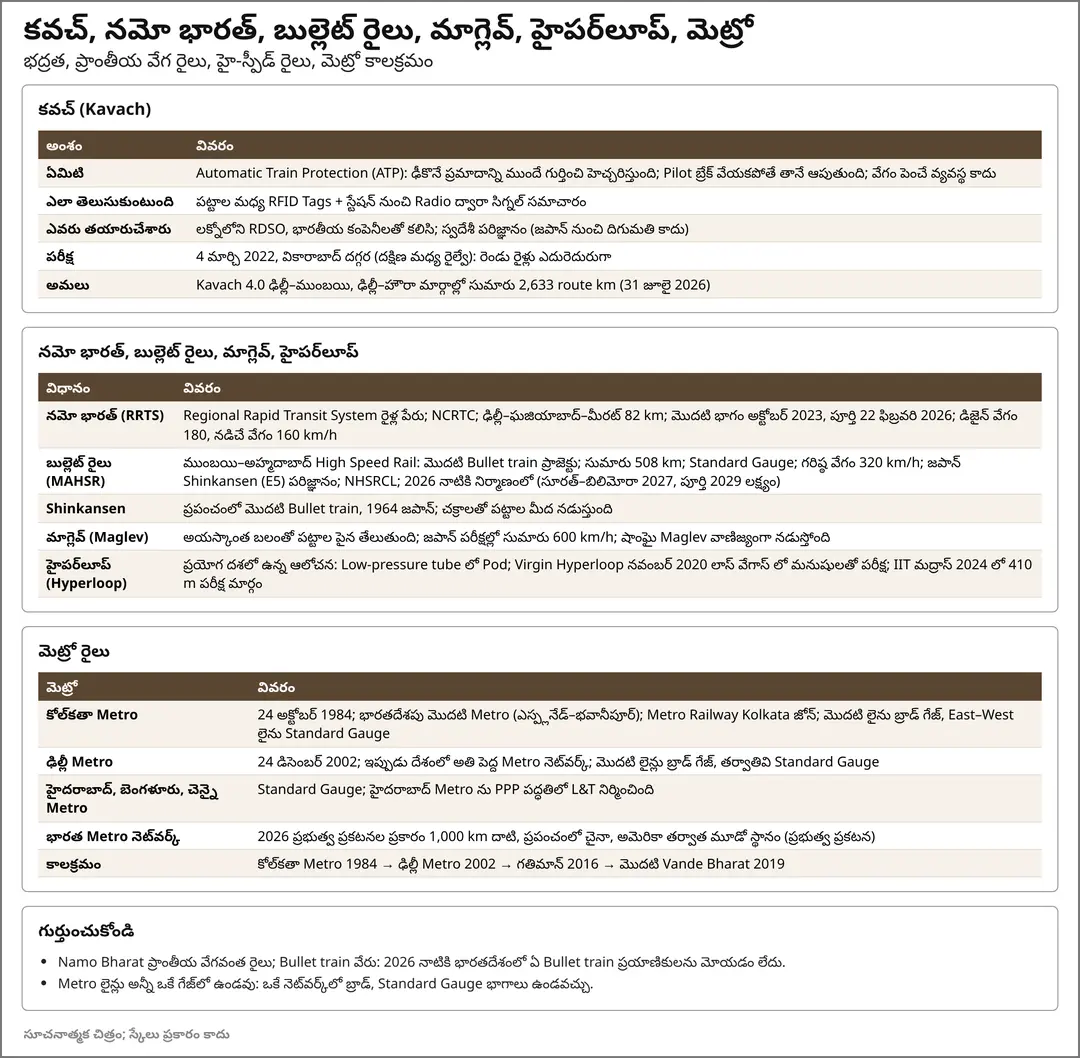 కవచ్, నమో భారత్, బుల్లెట్ రైలు, మాగ్లెవ్, హైపర్‌లూప్, మెట్రో
భద్రత, ప్రాంతీయ వేగ రైలు, హై-స్పీడ్ రైలు, మెట్రో కాలక్రమం
కవచ్ (Kavach)
అంశం వివరం
ఏమిటి Automatic Train Protection (ATP): ఢీకొనే ప్రమాదాన్ని ముందే గుర్తించి హెచ్చరిస్తుంది; Pilot బ్రేక్ వేయకపోతే తానే ఆపుతుంది; వేగం పెంచే వ్యవస్థ కాదు
ఎలా తెలుసుకుంటుంది పట్టాల మధ్య RFID Tags + స్టేషన్ నుంచి Radio ద్వారా సిగ్నల్ సమాచారం
ఎవరు తయారుచేశారు లక్నోలోని RDSO, భారతీయ కంపెనీలతో కలిసి; స్వదేశీ పరిజ్ఞానం (జపాన్ నుంచి దిగుమతి కాదు)
పరీక్ష 4 మార్చి 2022, వికారాబాద్ దగ్గర (దక్షిణ మధ్య రైల్వే): రెండు రైళ్లు ఎదురెదురుగా
అమలు Kavach 4.0 ఢిల్లీ–ముంబయి, ఢిల్లీ–హౌరా మార్గాల్లో సుమారు 2,633 route km (31 జూలై 2026)
నమో భారత్, బుల్లెట్ రైలు, మాగ్లెవ్, హైపర్‌లూప్
విధానం వివరం
నమో భారత్ (RRTS) Regional Rapid Transit System రైళ్ల పేరు; NCRTC; ఢిల్లీ–ఘజియాబాద్–మీరట్ 82 km; మొదటి భాగం అక్టోబర్ 2023, పూర్తి 22 ఫిబ్రవరి 2026; డిజైన్ వేగం
180, నడిచే వేగం 160 km/h
బుల్లెట్ రైలు ముంబయి–అహ్మదాబాద్ High Speed Rail: మొదటి Bullet train ప్రాజెక్టు; సుమారు 508 km; Standard Gauge; గరిష్ఠ వేగం 320 km/h; జపాన్
(MAHSR) Shinkansen (E5) పరిజ్ఞానం; NHSRCL; 2026 నాటికి నిర్మాణంలో (సూరత్–బిలిమోరా 2027, పూర్తి 2029 లక్ష్యం)
Shinkansen ప్రపంచంలో మొదటి Bullet train, 1964 జపాన్; చక్రాలతో పట్టాల మీద నడుస్తుంది
మాగ్లెవ్ (Maglev) అయస్కాంత బలంతో పట్టాల పైన తేలుతుంది; జపాన్ పరీక్షల్లో సుమారు 600 km/h; షాంఘై Maglev వాణిజ్యంగా నడుస్తోంది
హైపర్‌లూప్ ప్రయోగ దశలో ఉన్న ఆలోచన: Low-pressure tube లో Pod; Virgin Hyperloop నవంబర్ 2020 లాస్ వేగాస్ లో మనుషులతో పరీక్ష; IIT మద్రాస్ 2024 లో 410
(Hyperloop) m పరీక్ష మార్గం
మెట్రో రైలు
మెట్రో వివరం
కోల్‌కతా Metro 24 అక్టోబర్ 1984; భారతదేశపు మొదటి Metro (ఎస్ప్లనేడ్–భవానీపూర్); Metro Railway Kolkata జోన్; మొదటి లైను బ్రాడ్ గేజ్, East–West
లైను Standard Gauge
ఢిల్లీ Metro 24 డిసెంబర్ 2002; ఇప్పుడు దేశంలో అతి పెద్ద Metro నెట్‌వర్క్; మొదటి లైన్లు బ్రాడ్ గేజ్, తర్వాతివి Standard Gauge
హైదరాబాద్, బెంగళూరు, చెన్నై Standard Gauge; హైదరాబాద్ Metro ను PPP పద్ధతిలో L&T నిర్మించింది
Metro
భారత Metro నెట్‌వర్క్ 2026 ప్రభుత్వ ప్రకటనల ప్రకారం 1,000 km దాటి, ప్రపంచంలో చైనా, అమెరికా తర్వాత మూడో స్థానం (ప్రభుత్వ ప్రకటన)
కాలక్రమం కోల్‌కతా Metro 1984 → ఢిల్లీ Metro 2002 → గతిమాన్ 2016 → మొదటి Vande Bharat 2019
గుర్తుంచుకోండి
• Namo Bharat ప్రాంతీయ వేగవంత రైలు; Bullet train వేరు: 2026 నాటికి భారతదేశంలో ఏ Bullet train ప్రయాణికులను మోయడం లేదు.
• Metro లైన్లు అన్నీ ఒకే గేజ్‌లో ఉండవు: ఒకే నెట్‌వర్క్‌లో బ్రాడ్, Standard Gauge భాగాలు ఉండవచ్చు.
సూచనాత్మక చిత్రం; స్కేలు ప్రకారం కాదు